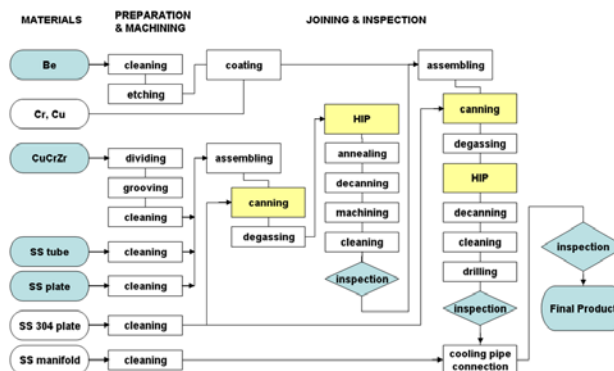 MATERIALS
PREPARATION
& MACHINING
JOINING & INSPECTION
Be
cleaning
etching
coating
assembling
Cr, Cu
canning
HIP
degassing
CuCrZr
dividing
grooving
cleaning
assembling
canning
degassing
annealing
decanning
machining
cleaning
inspection
HIP
decanning
cleaning
drilling
inspection
inspection
Final Product
SS tube
cleaning
SS plate
cleaning
SS 304 plate
cleaning
SS manifold
cleaning
cooling pipe
connection